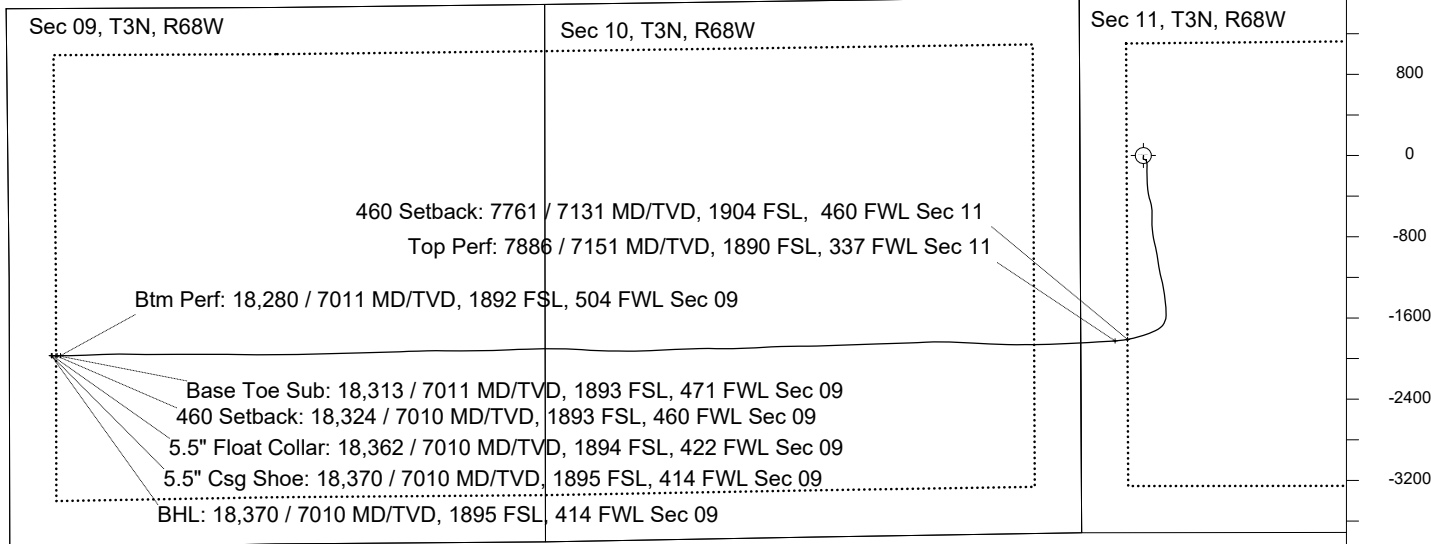 Sec 09, T3N, R68W
Sec 10, T3N, R68W
Sec 11, T3N, R68W
800
0
-800
-1600
-2400
-3200
460 Setback: 7761 / 7131 MD/TVD, 1904 FSL, 460 FWL Sec 11
Top Perf: 7886 / 7151 MD/TVD, 1890 FSL, 337 FWL Sec 11
Btm Perf: 18,280 / 7011 MD/TVD, 1892 FSL, 504 FWL Sec 09
Base Toe Sub: 18,313 / 7011 MD/TVD, 1893 FSL, 471 FWL Sec 09
460 Setback: 18,324 / 7010 MD/TVD, 1893 FSL, 460 FWL Sec 09
5.5" Float Collar: 18,362 / 7010 MD/TVD, 1894 FSL, 422 FWL Sec 09
5.5" Csg Shoe: 18,370 / 7010 MD/TVD, 1895 FSL, 414 FWL Sec 09
BHL: 18,370 / 7010 MD/TVD, 1895 FSL, 414 FWL Sec 09